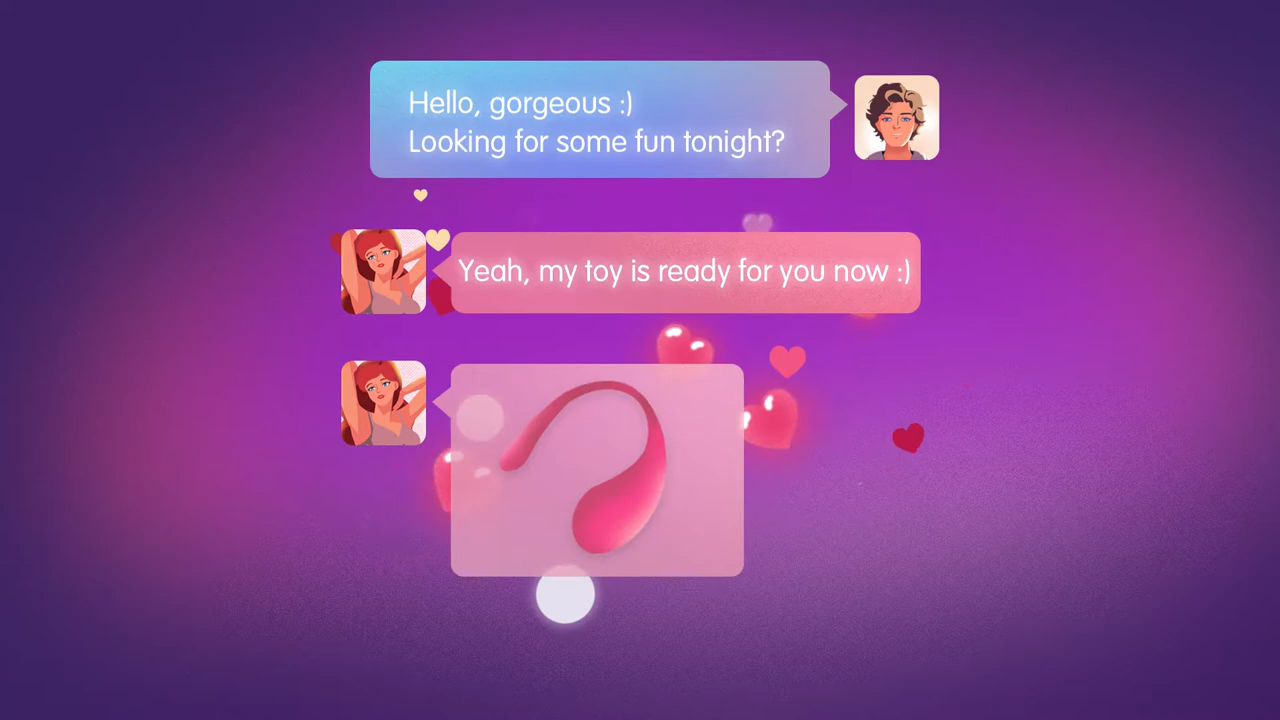 Hello, gorgeous :)
Looking for some fun tonight?
Yeah, my toy is ready for you now :)